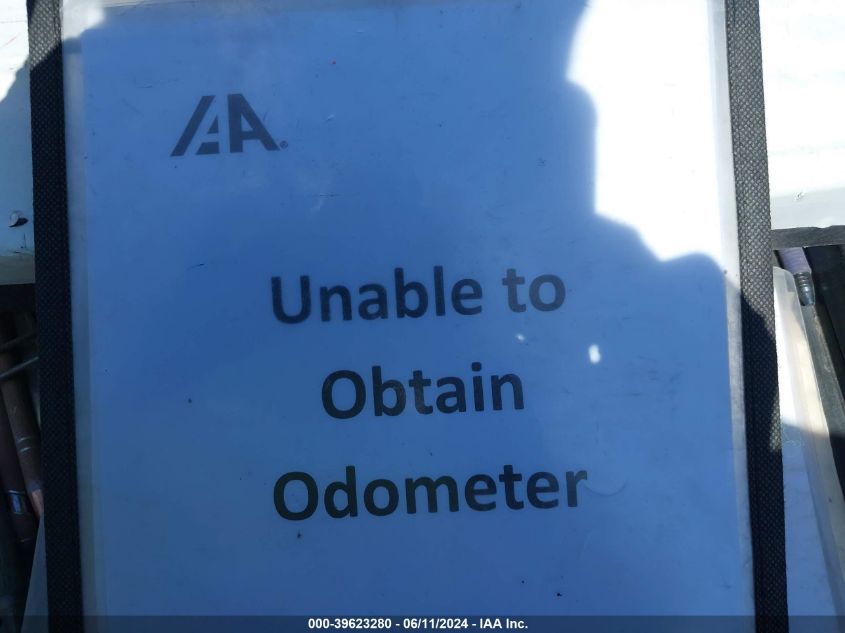 IAA®
Unable to
Obtain
Odometer
000-39623280 - 06/11/2024 - IAA Inc.